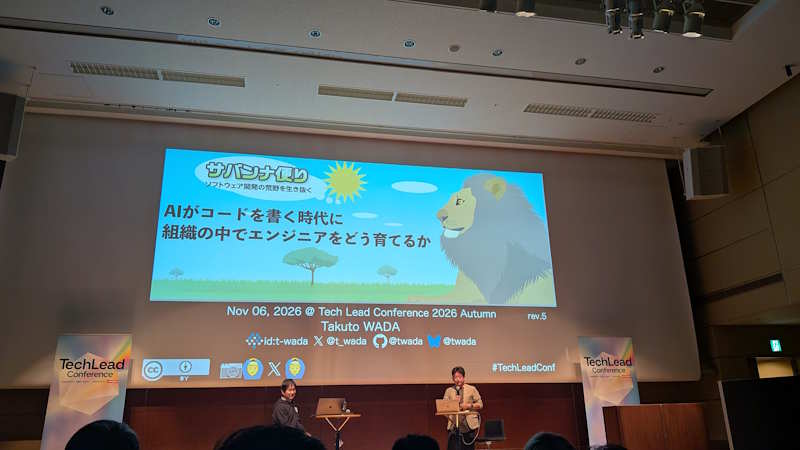 サバンナ便り
ソフトウェア開発の荒野を生き抜く
AIがコードを書く時代に
組織の中でエンジニアをどう育てるか
Nov 06, 2026 @ Tech Lead Conference 2026 Autumn
rev.5
Takuto WADA
id:t-wada X @t_wada @twada @twada
CC BY
X
#TechLeadConf
TechLead
Conference
TechLead
Conference